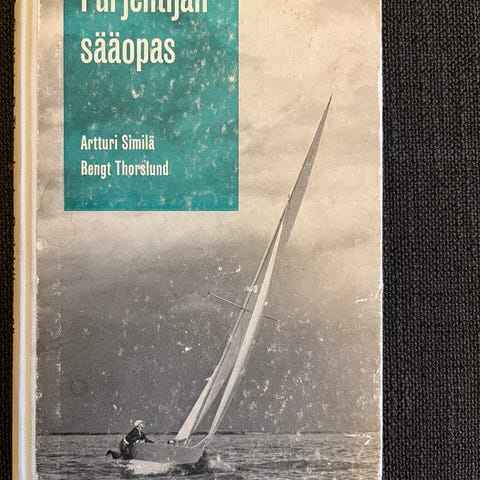 Purjehtijan
sääopas
Artturi Similä
Bengt Thorslund